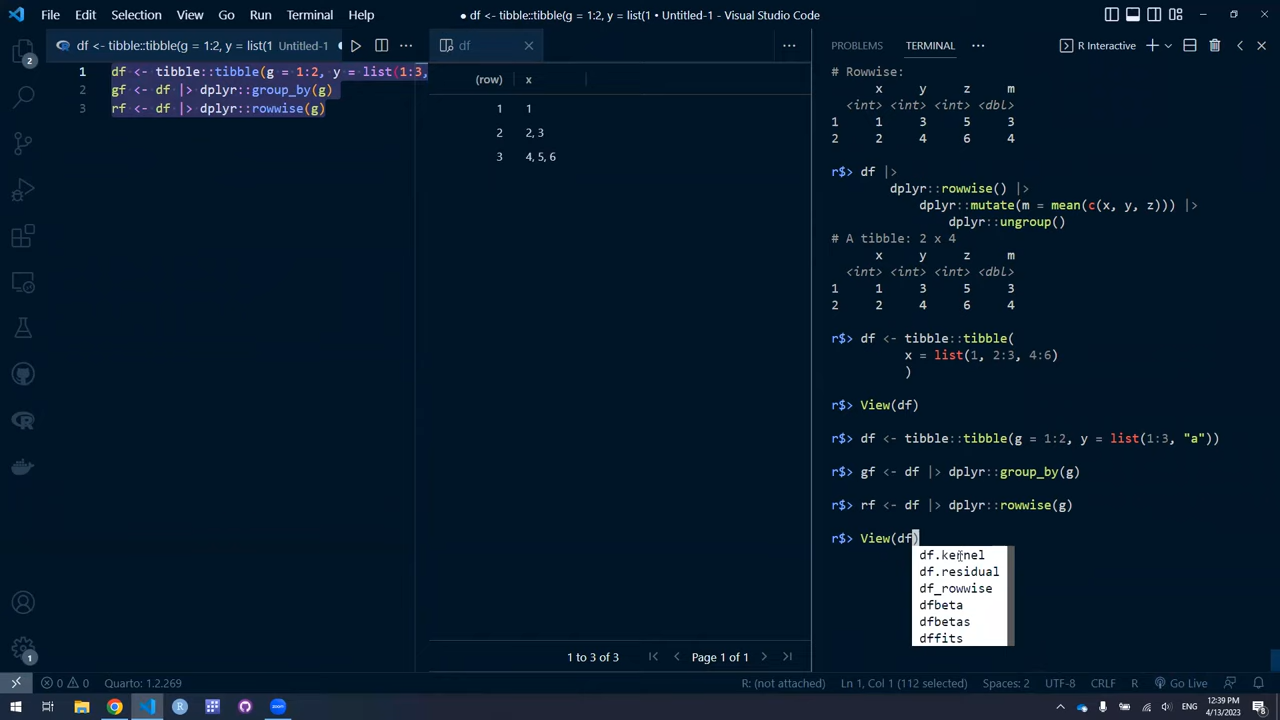 File Edit Selection View Go Run Terminal Help
● df <- tibble::tibble(g = 1:2, y = list(1 • Untitled-1 - Visual Studio Code
df <- tibble::tibble(g = 1:2, y = list(1 Untitled-1 ●
df
PROBLEMS TERMINAL
R Interactive
2
1 df <- tibble::tibble(g = 1:2, y = list(1:3,
2 gf <- df |> dplyr::group_by(g)
3 rf <- df |> dplyr::rowwise(g)
(row) x
1 1
2 2, 3
3 4, 5, 6
1 to 3 of 3 Page 1 of 1
# Rowwise:
x y z m
<int> <int> <int> <dbl>
1 1 3 5 3
2 2 4 6 4
r$> df |>
dplyr::rowwise() |>
dplyr::mutate(m = mean(c(x, y, z))) |>
dplyr::ungroup()
# A tibble: 2 x 4
x y z m
<int> <int> <int> <dbl>
1 1 3 5 3
2 2 4 6 4
r$> df <- tibble::tibble(
x = list(1, 2:3, 4:6)
)
r$> View(df)
r$> df <- tibble::tibble(g = 1:2, y = list(1:3, "a"))
r$> gf <- df |> dplyr::group_by(g)
r$> rf <- df |> dplyr::rowwise(g)
r$> View(df)
df.kernel
df.residual
df_rowwise
dfbeta
dfbetas
dffits
1
0 0 Quarto: 1.2.269
R: (not attached) Ln 1, Col 1 (112 selected) Spaces: 2 UTF-8 CRLF R Go Live
ENG
12:39 PM
4/13/2023